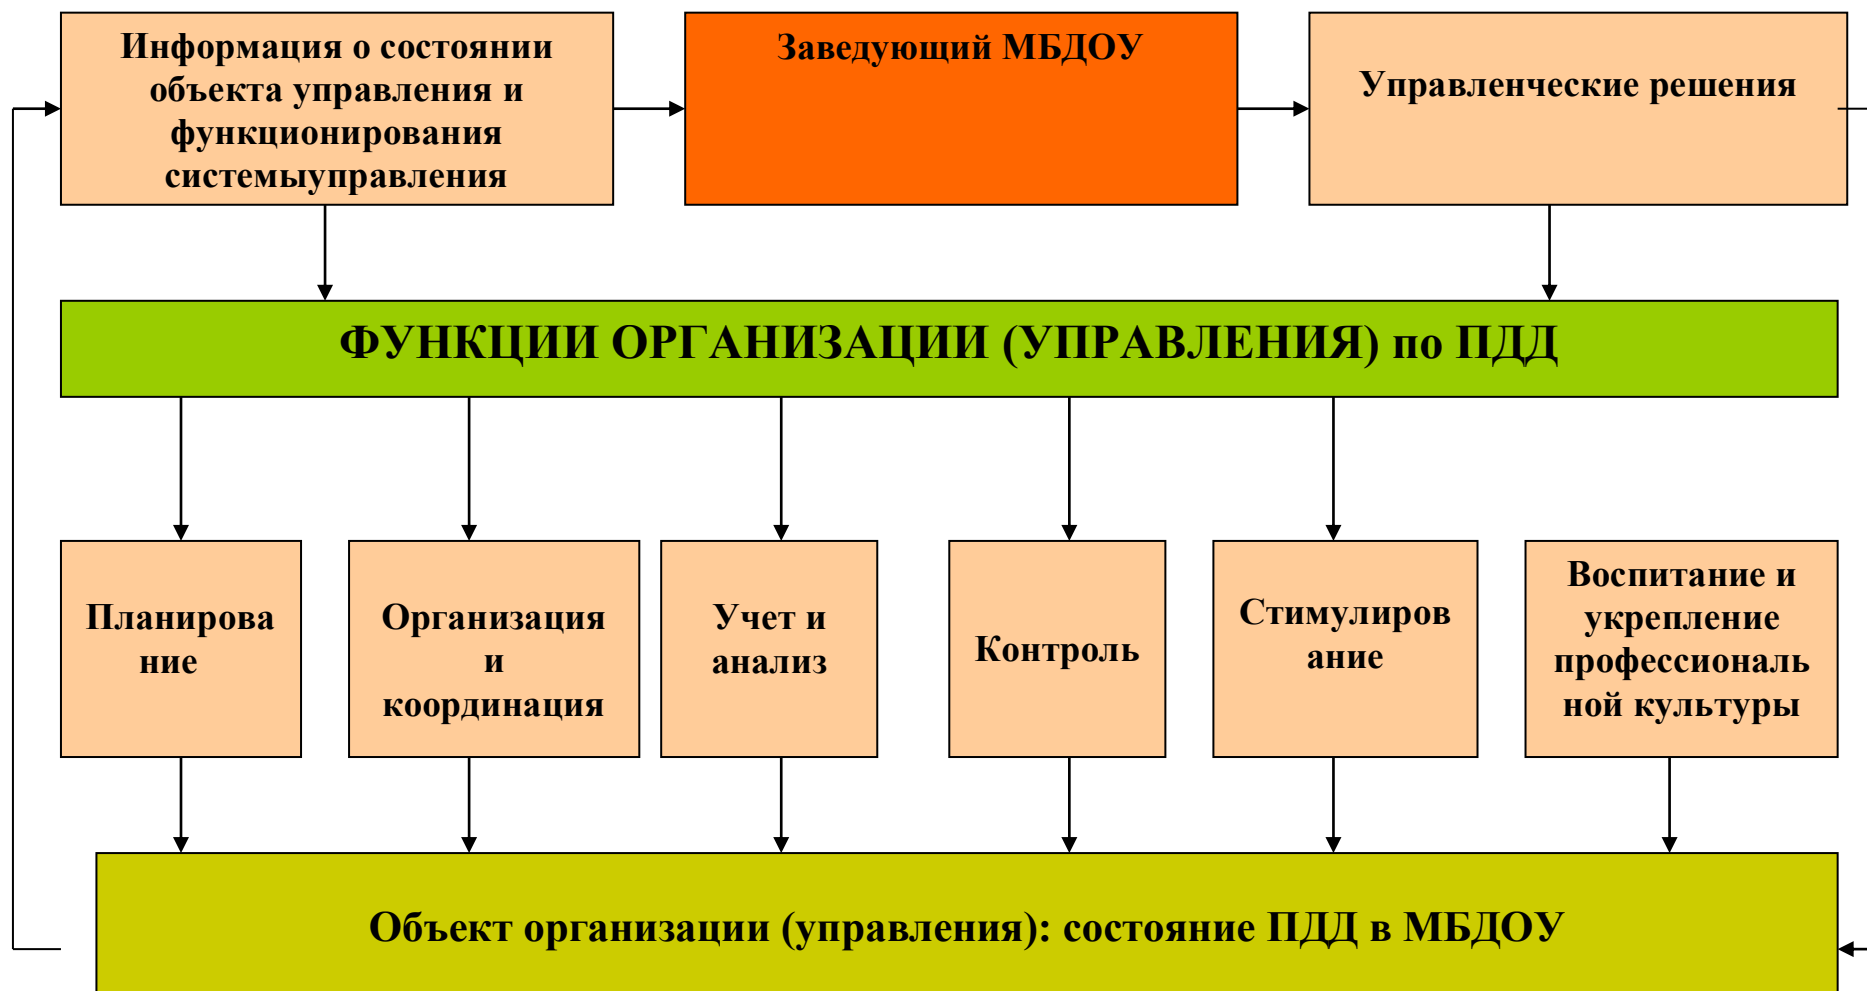 Информация о состоянии
объекта управления и
функционирования
системыуправления
Заведующий МБДОУ
Управленческие решения
ФУНКЦИИ ОРГАНИЗАЦИИ (УПРАВЛЕНИЯ) по ПДД
Планирова
ние
Организация
и
координация
Учет и
анализ
Контроль
Стимулиров
ание
Воспитание и
укрепление
профессиональ
ной культуры
Объект организации (управления): состояние ПДД в МБДОУ